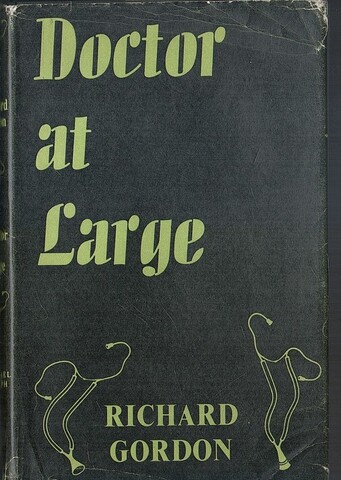 Doctor
at
Large
RICHARD
GORDON